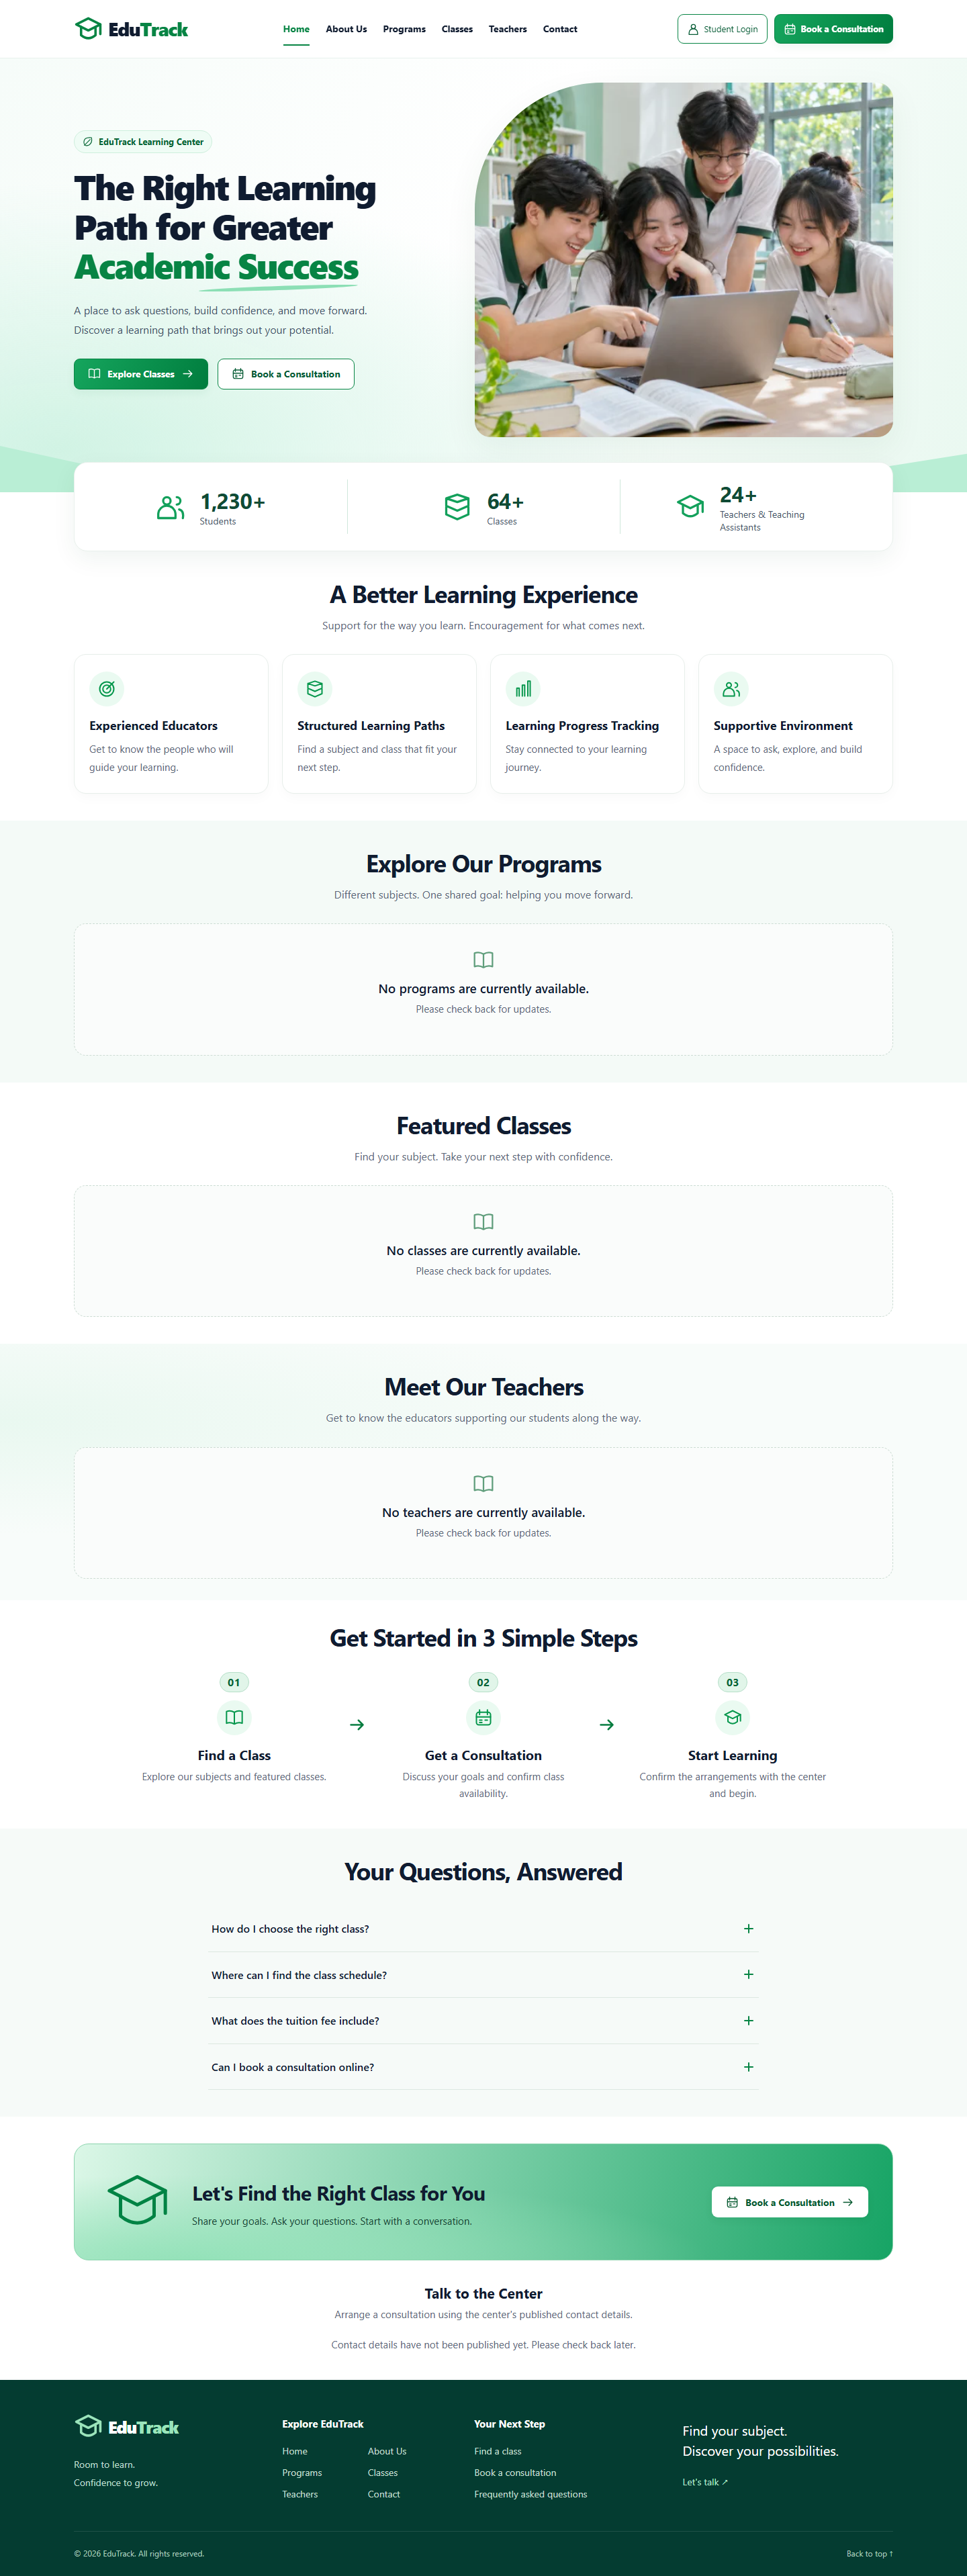 EduTrack
Home About Us Programs Classes Teachers Contact
Student Login
Book a Consultation
EduTrack Learning Center
The Right Learning
Path for Greater
Academic Success
A place to ask questions, build confidence, and move forward.
Discover a learning path that brings out your potential.
Explore Classes →
Book a Consultation
1,230+
Students
64+
Classes
24+
Teachers & Teaching
Assistants
A Better Learning Experience
Support for the way you learn. Encouragement for what comes next.
Experienced Educators
Get to know the people who will
guide your learning.
Structured Learning Paths
Find a subject and class that fit your
next step.
Learning Progress Tracking
Stay connected to your learning
journey.
Supportive Environment
A space to ask, explore, and build
confidence.
Explore Our Programs
Different subjects. One shared goal: helping you move forward.
No programs are currently available.
Please check back for updates.
Featured Classes
Find your subject. Take your next step with confidence.
No classes are currently available.
Please check back for updates.
Meet Our Teachers
Get to know the educators supporting our students along the way.
No teachers are currently available.
Please check back for updates.
Get Started in 3 Simple Steps
01
Find a Class
Explore our subjects and featured classes.
→
02
Get a Consultation
Discuss your goals and confirm class
availability.
→
03
Start Learning
Confirm the arrangements with the center
and begin.
Your Questions, Answered
How do I choose the right class? +
Where can I find the class schedule? +
What does the tuition fee include? +
Can I book a consultation online? +
Let's Find the Right Class for You
Share your goals. Ask your questions. Start with a conversation.
Book a Consultation →
Talk to the Center
Arrange a consultation using the center's published contact details.
Contact details have not been published yet. Please check back later.
EduTrack
Room to learn.
Confidence to grow.
Explore EduTrack
Home About Us
Programs Classes
Teachers Contact
Your Next Step
Find a class
Book a consultation
Frequently asked questions
Find your subject.
Discover your possibilities.
Let's talk ↗
© 2026 EduTrack. All rights reserved.
Back to top ↑